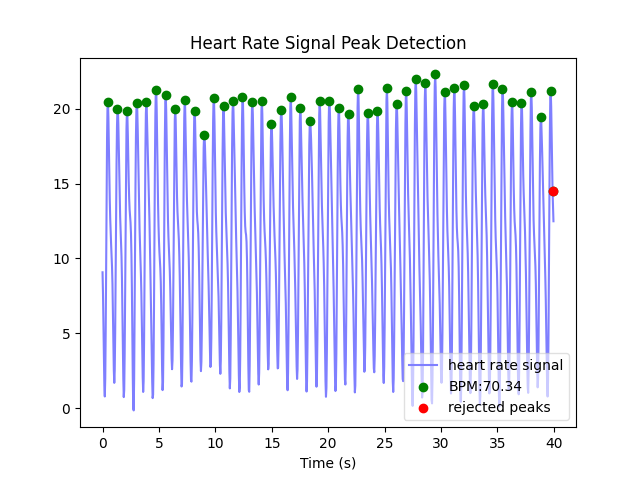 Heart Rate Signal Peak Detection
20
15
10
5
0
heart rate signal
BPM:70.34
rejected peaks
0 5 10 15 20 25 30 35 40
Time (s)